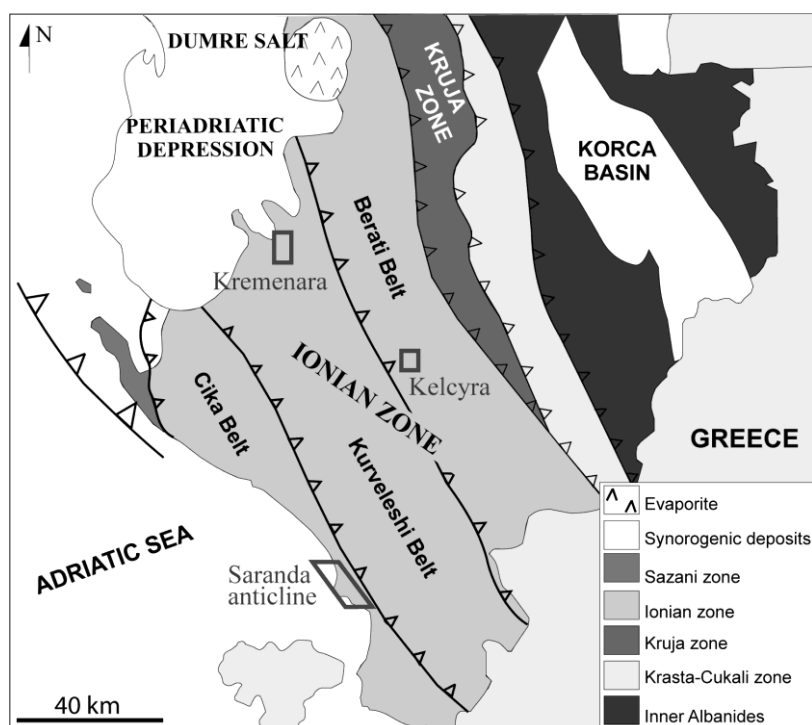 N
DUMRE SALT
PERIADRIATIC
DEPRESSION
KRUJA
ZONE
KORCA
BASIN
Berati Belt
Kremenara
IONIAN ZONE
Kelcyra
Cika Belt
GREECE
Kurveleshi Belt
ADRIATIC SEA
Saranda
anticline
40 km
Evaporite
Synorogenic deposits
Sazani zone
Ionian zone
Kruja zone
Krasta-Cukali zone
Inner Albanides